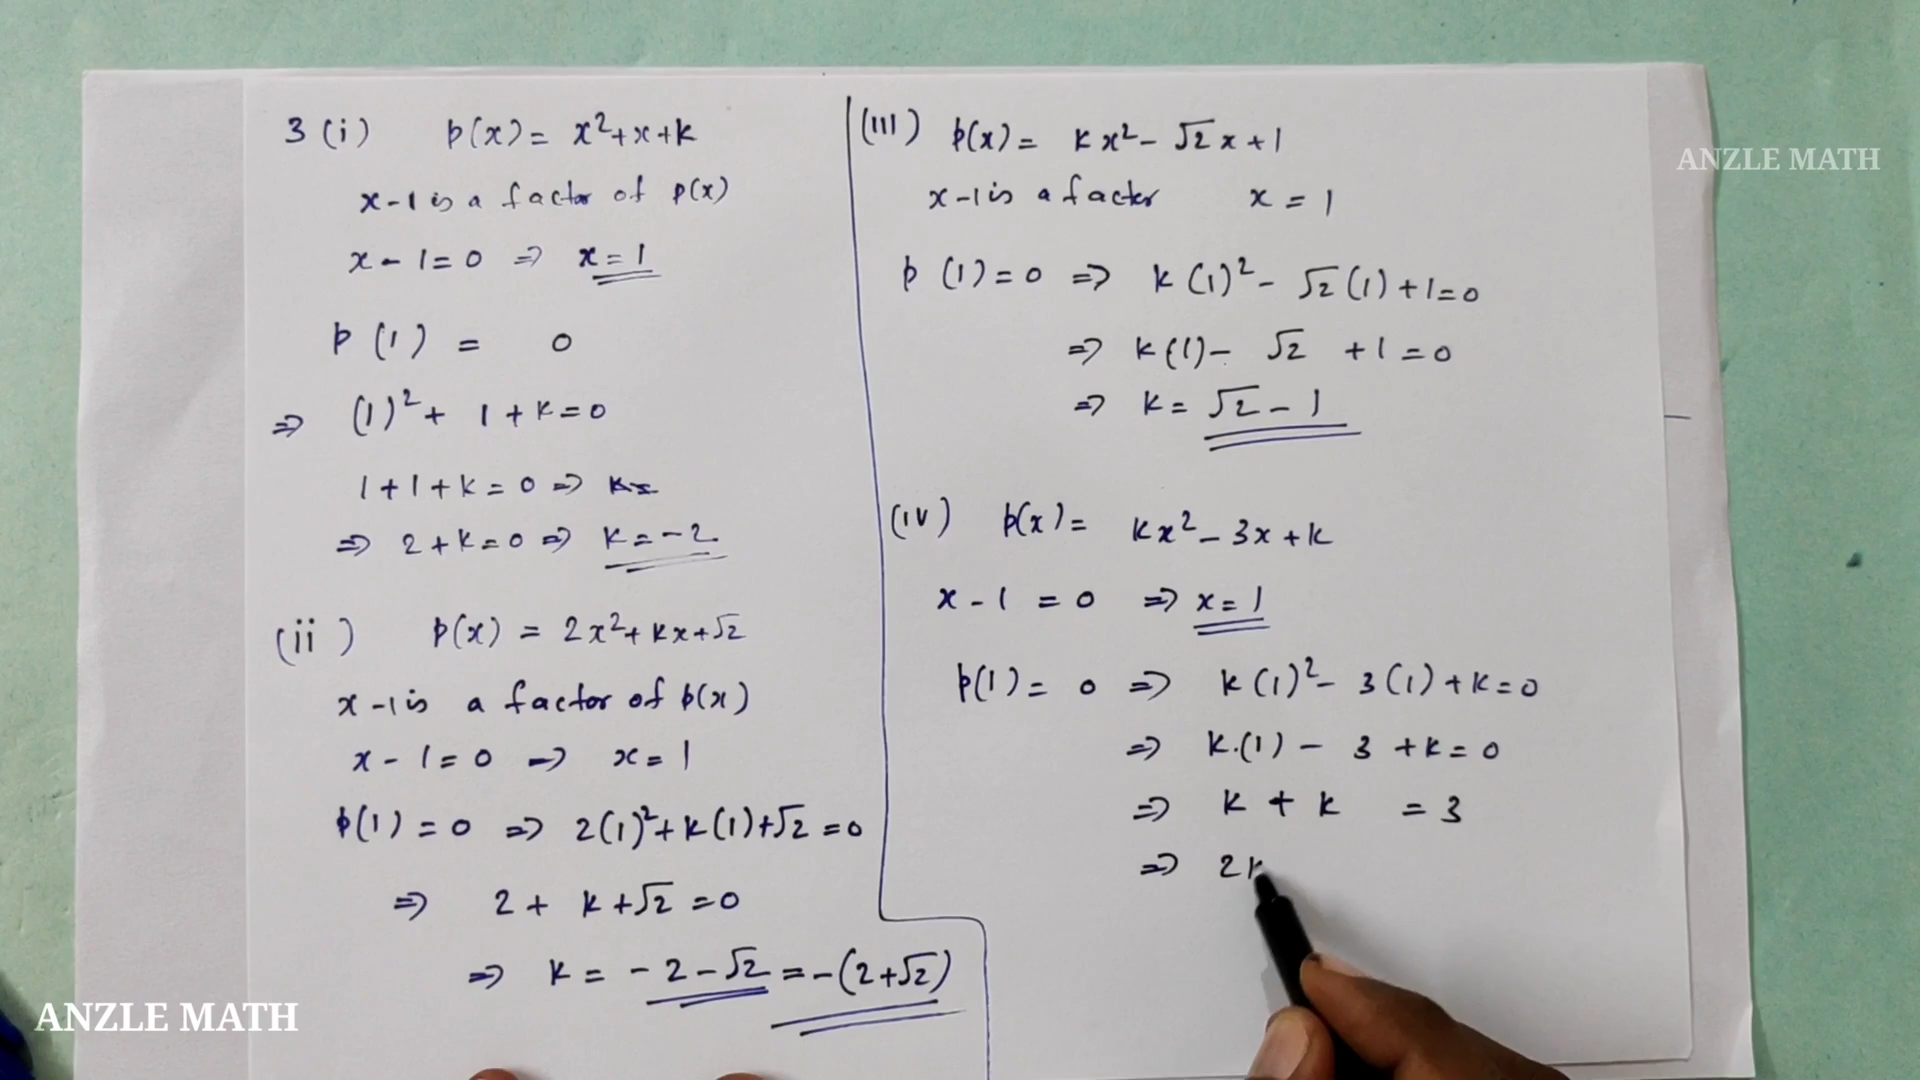 3 (i) p(x) = x²+x+k
x-1 is a factor of p(x)
x - 1 = 0 ⇒ x = 1
p (1) = 0
⇒ (1)² + 1 + k = 0
1 + 1 + k = 0 ⇒ k=
⇒ 2 + k = 0 ⇒ k = -2
(ii) p(x) = 2x²+ kx+√2
x-1 is a factor of p(x)
x - 1 = 0 ⇒ x = 1
p(1) = 0 ⇒ 2(1)²+ k(1)+√2 = 0
⇒ 2 + k +√2 = 0
⇒ k = -2-√2 = -(2+√2)
(III) p(x) = kx² - √2x + 1
x-1 is a factor x = 1
p (1) = 0 ⇒ k(1)² - √2(1) + 1 = 0
⇒ k(1) - √2 + 1 = 0
⇒ k = √2 - 1
(IV) p(x) = kx² - 3x + k
x - 1 = 0 ⇒ x = 1
p(1) = 0 ⇒ k(1)² - 3(1) + k = 0
⇒ k.(1) - 3 + k = 0
⇒ k + k = 3
⇒ 2k
ANZLE MATH
ANZLE MATH